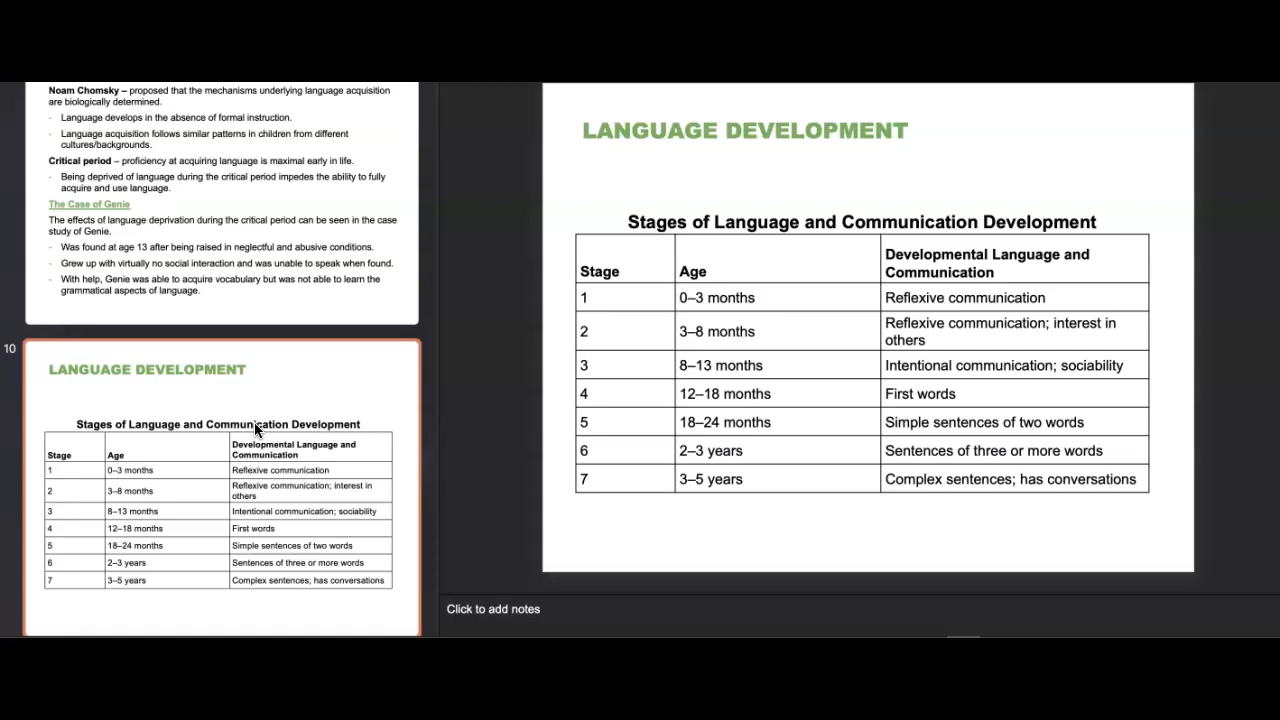 Noam Chomsky – proposed that the mechanisms underlying language acquisition
are biologically determined.
- Language develops in the absence of formal instruction.
- Language acquisition follows similar patterns in children from different
cultures/backgrounds.
Critical period – proficiency at acquiring language is maximal early in life.
- Being deprived of language during the critical period impedes the ability to fully
acquire and use language.
The Case of Genie
The effects of language deprivation during the critical period can be seen in the case
study of Genie.
- Was found at age 13 after being raised in neglectful and abusive conditions.
- Grew up with virtually no social interaction and was unable to speak when found.
- With help, Genie was able to acquire vocabulary but was not able to learn the
grammatical aspects of language.
10
LANGUAGE DEVELOPMENT
Stages of Language and Communication Development
Stage Age Developmental Language and
Communication
1 0–3 months Reflexive communication
2 3–8 months Reflexive communication; interest in
others
3 8–13 months Intentional communication; sociability
4 12–18 months First words
5 18–24 months Simple sentences of two words
6 2–3 years Sentences of three or more words
7 3–5 years Complex sentences; has conversations
LANGUAGE DEVELOPMENT
Stages of Language and Communication Development
Stage Age Developmental Language and
Communication
1 0–3 months Reflexive communication
2 3–8 months Reflexive communication; interest in
others
3 8–13 months Intentional communication; sociability
4 12–18 months First words
5 18–24 months Simple sentences of two words
6 2–3 years Sentences of three or more words
7 3–5 years Complex sentences; has conversations
Click to add notes